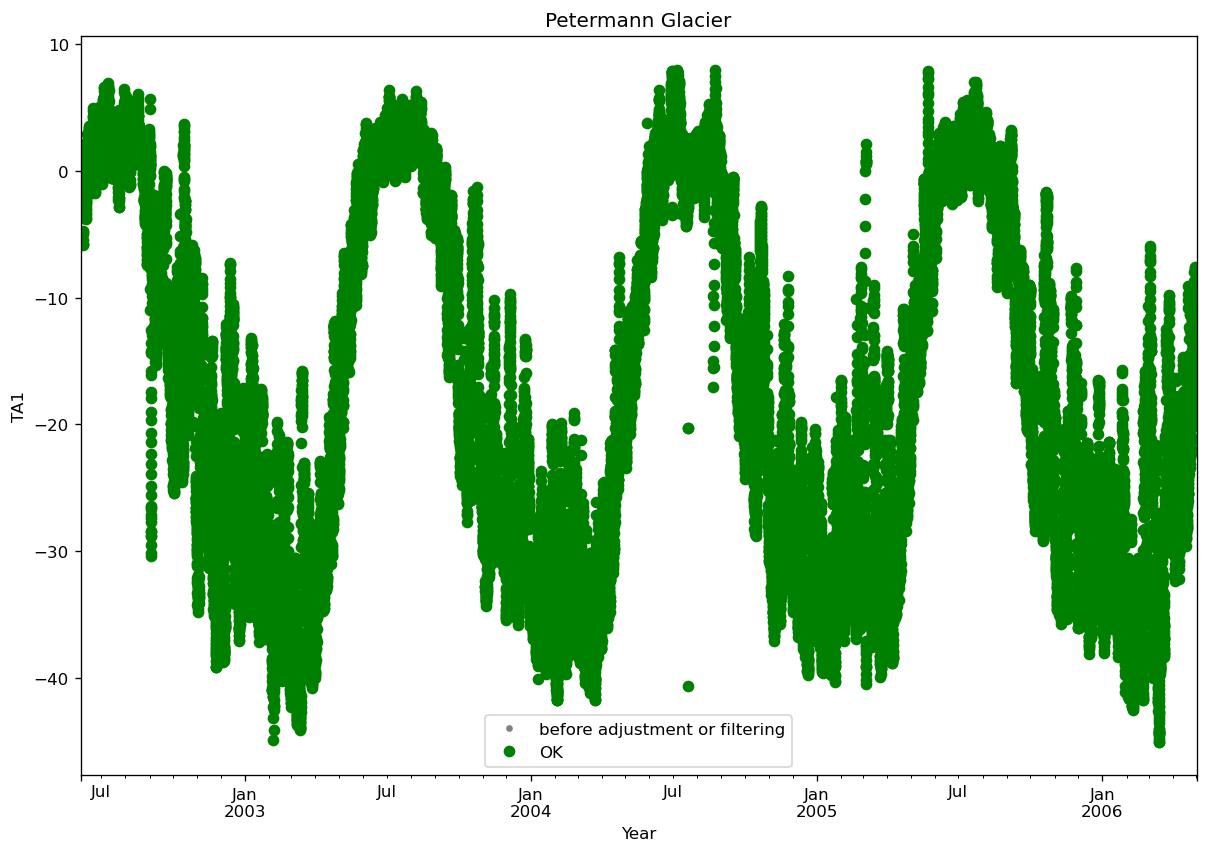 Petermann Glacier
TA1
10
0
−10
−20
−30
−40
before adjustment or filtering
OK
Jul Jan Jul Jan Jul Jan Jul Jan
2003 2004 2005 2006
Year